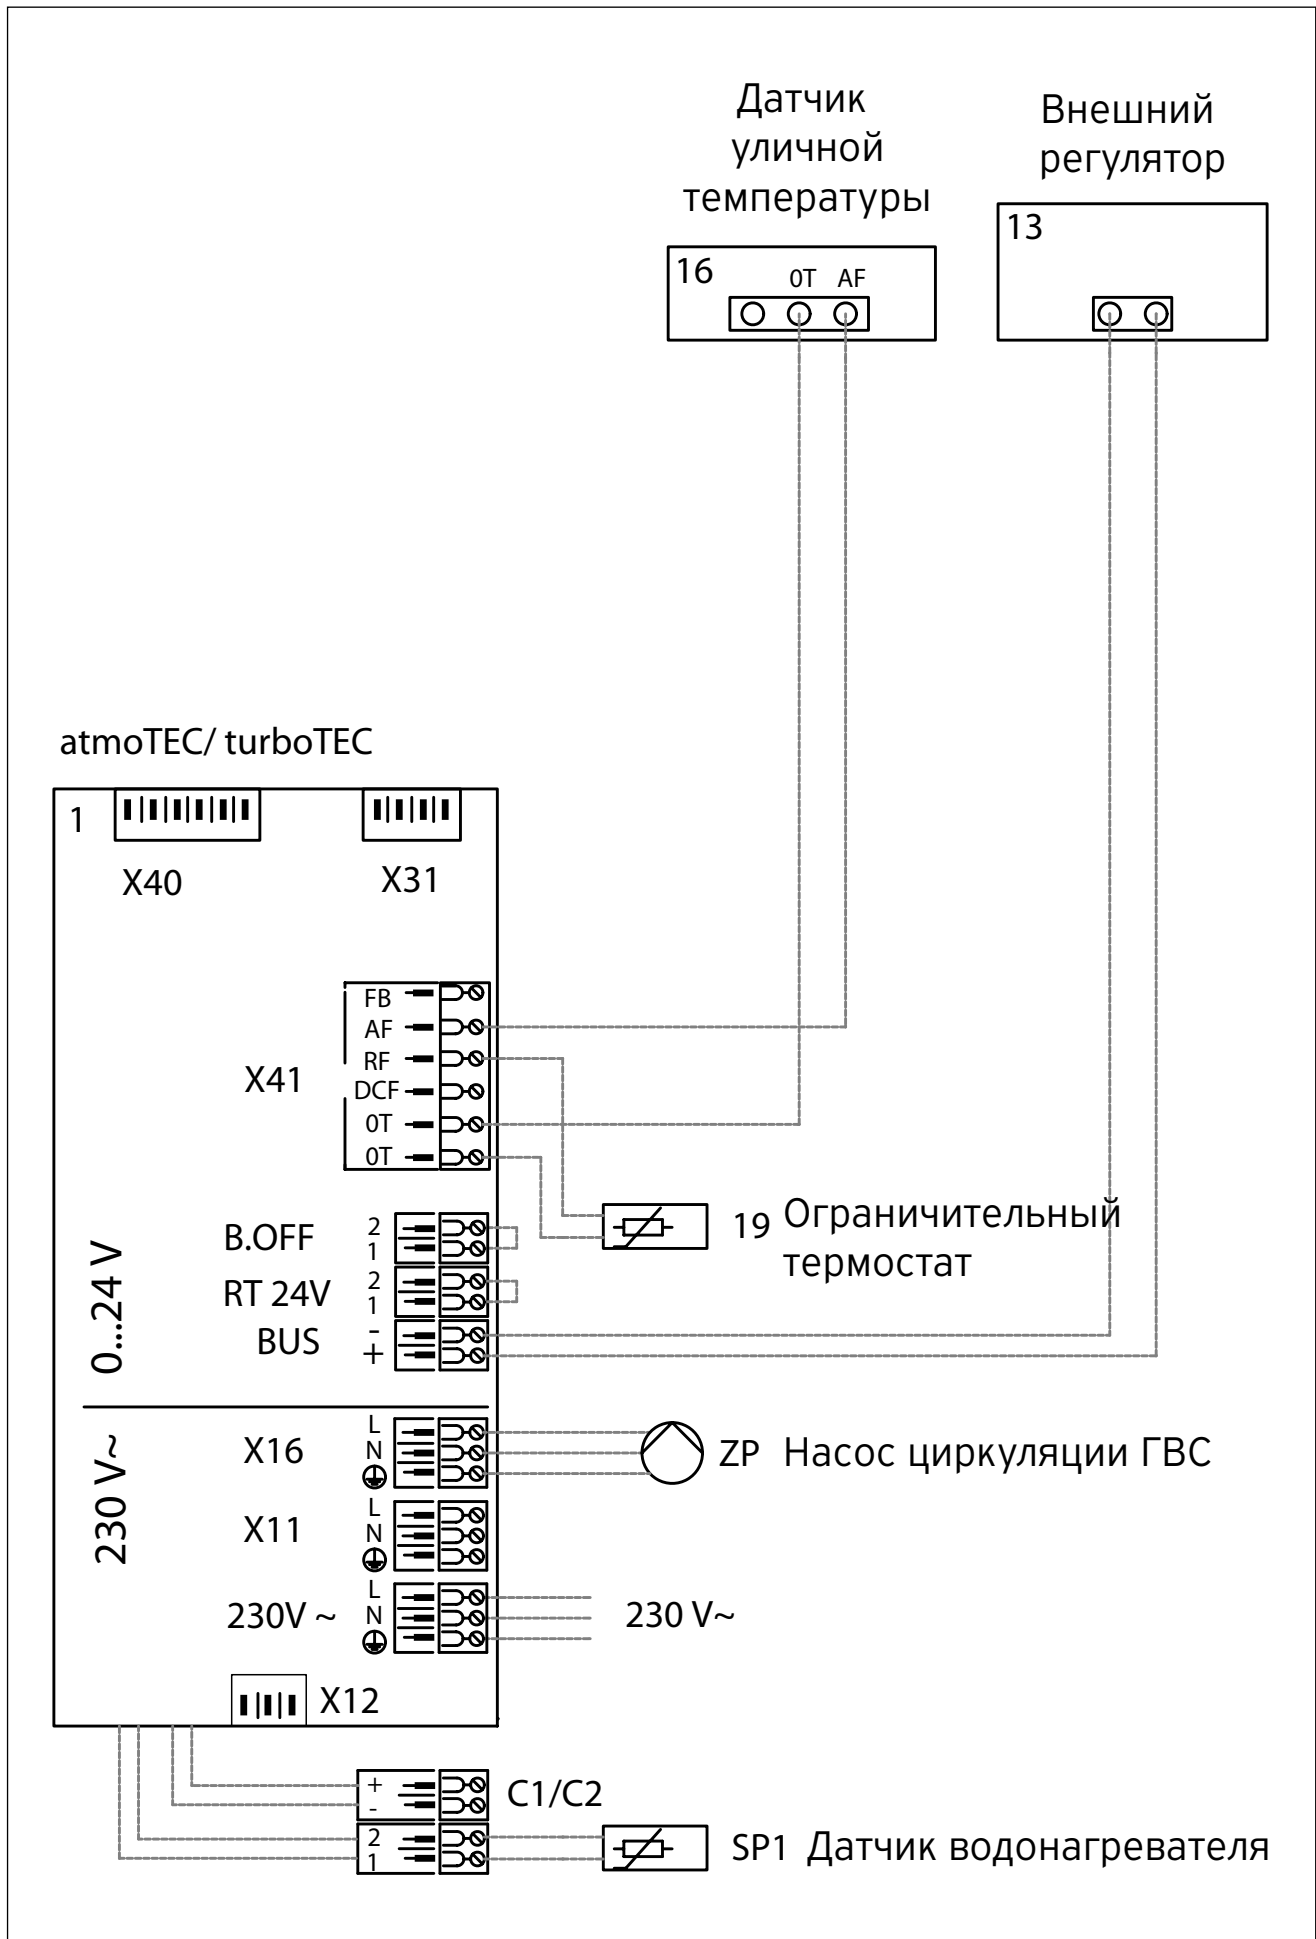 Датчик
уличной
температуры
Внешний
регулятор
16
0T AF
13
atmoTEC/ turboTEC
1
X40
X31
X41
FB
AF
RF
DCF
0T
0T
0...24 V
B.OFF
2
1
RT 24V
2
1
BUS
-
+
19 Ограничительный
термостат
230 V~
X16
L
N
ZP Насос циркуляции ГВС
X11
L
N
230V ~
L
N
230 V~
X12
+
-
C1/C2
2
1
SP1 Датчик водонагревателя